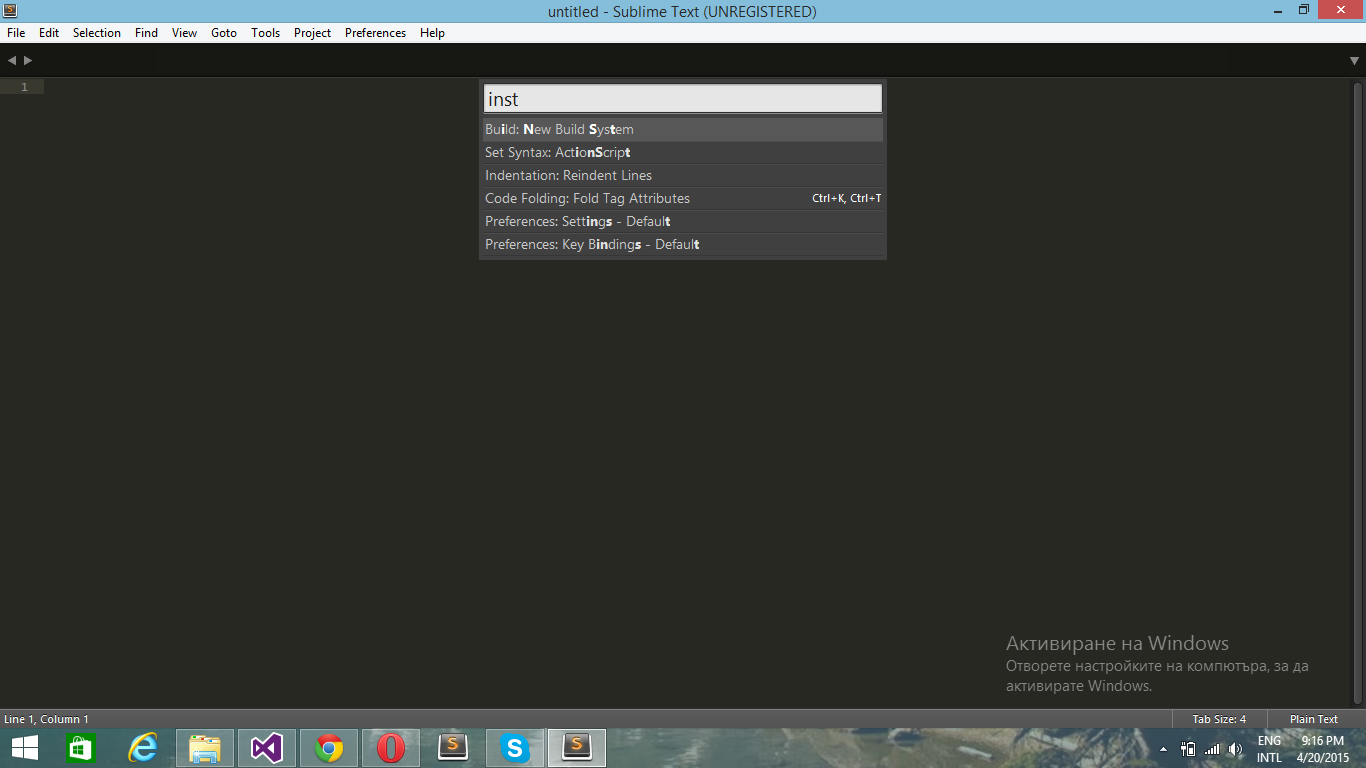 untitled - Sublime Text (UNREGISTERED)
File Edit Selection Find View Goto Tools Project Preferences Help
1
inst
Build: New Build System
Set Syntax: ActionScript
Indentation: Reindent Lines
Code Folding: Fold Tag Attributes Ctrl+K, Ctrl+T
Preferences: Settings - Default
Preferences: Key Bindings - Default
Активиране на Windows
Отворете настройките на компютъра, за да
активирате Windows.
Line 1, Column 1 Tab Size: 4 Plain Text
ENG 9:16 PM
INTL 4/20/2015